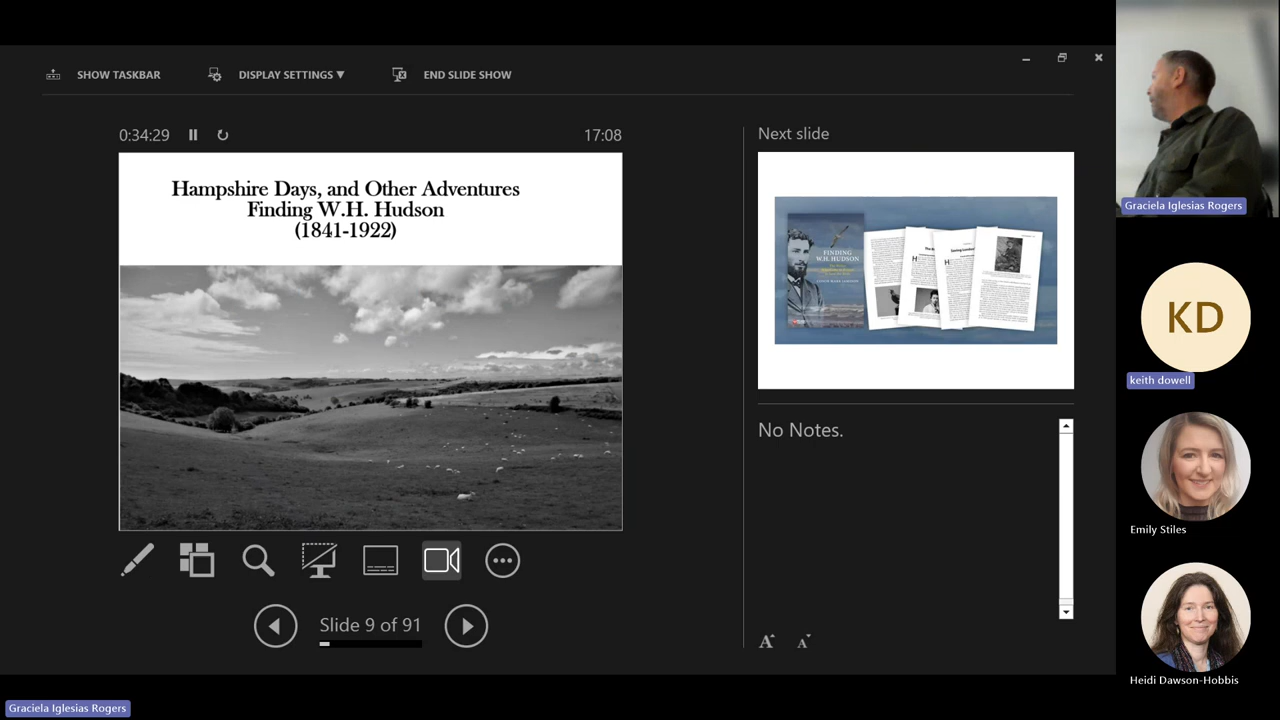 SHOW TASKBAR
DISPLAY SETTINGS ▼
END SLIDE SHOW
0:34:29
17:08
Next slide
Hampshire Days, and Other Adventures
Finding W.H. Hudson
(1841-1922)
FINDING
W.H. HUDSON
No Notes.
Slide 9 of 91
A A
Graciela Iglesias Rogers
KD
keith dowell
Emily Stiles
Heidi Dawson-Hobbis
Graciela Iglesias Rogers